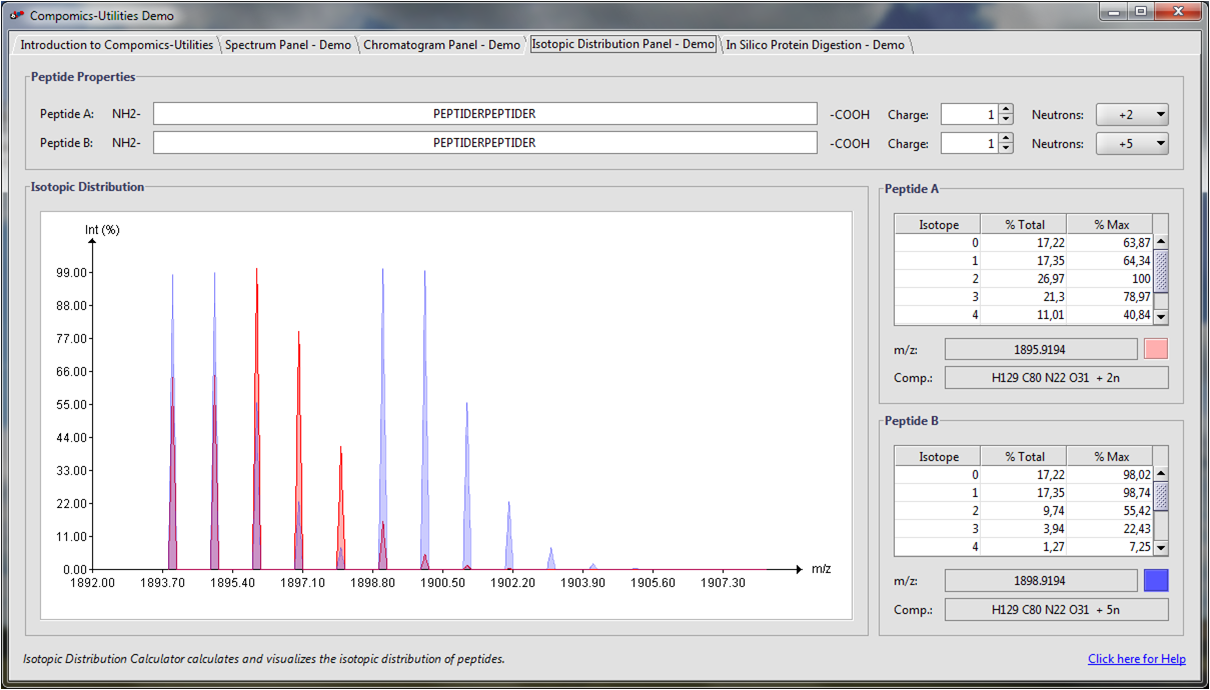 Compomics-Utilities Demo
Introduction to Compomics-Utilities Spectrum Panel - Demo Chromatogram Panel - Demo Isotopic Distribution Panel - Demo In Silico Protein Digestion - Demo
Peptide Properties
Peptide A: NH2- PEPTIDERPEPTIDER -COOH Charge: 1 Neutrons: +2
Peptide B: NH2- PEPTIDERPEPTIDER -COOH Charge: 1 Neutrons: +5
Isotopic Distribution
Int (%)
99.00
88.00
77.00
66.00
55.00
44.00
33.00
22.00
11.00
0.00
1892.00 1893.70 1895.40 1897.10 1898.80 1900.50 1902.20 1903.90 1905.60 1907.30 m/z
Peptide A
Isotope % Total % Max
0 17,22 63,87
1 17,35 64,34
2 26,97 100
3 21,3 78,97
4 11,01 40,84
m/z: 1895.9194
Comp.: H129 C80 N22 O31 + 2n
Peptide B
Isotope % Total % Max
0 17,22 98,02
1 17,35 98,74
2 9,74 55,42
3 3,94 22,43
4 1,27 7,25
m/z: 1898.9194
Comp.: H129 C80 N22 O31 + 5n
Isotopic Distribution Calculator calculates and visualizes the isotopic distribution of peptides.
Click here for Help